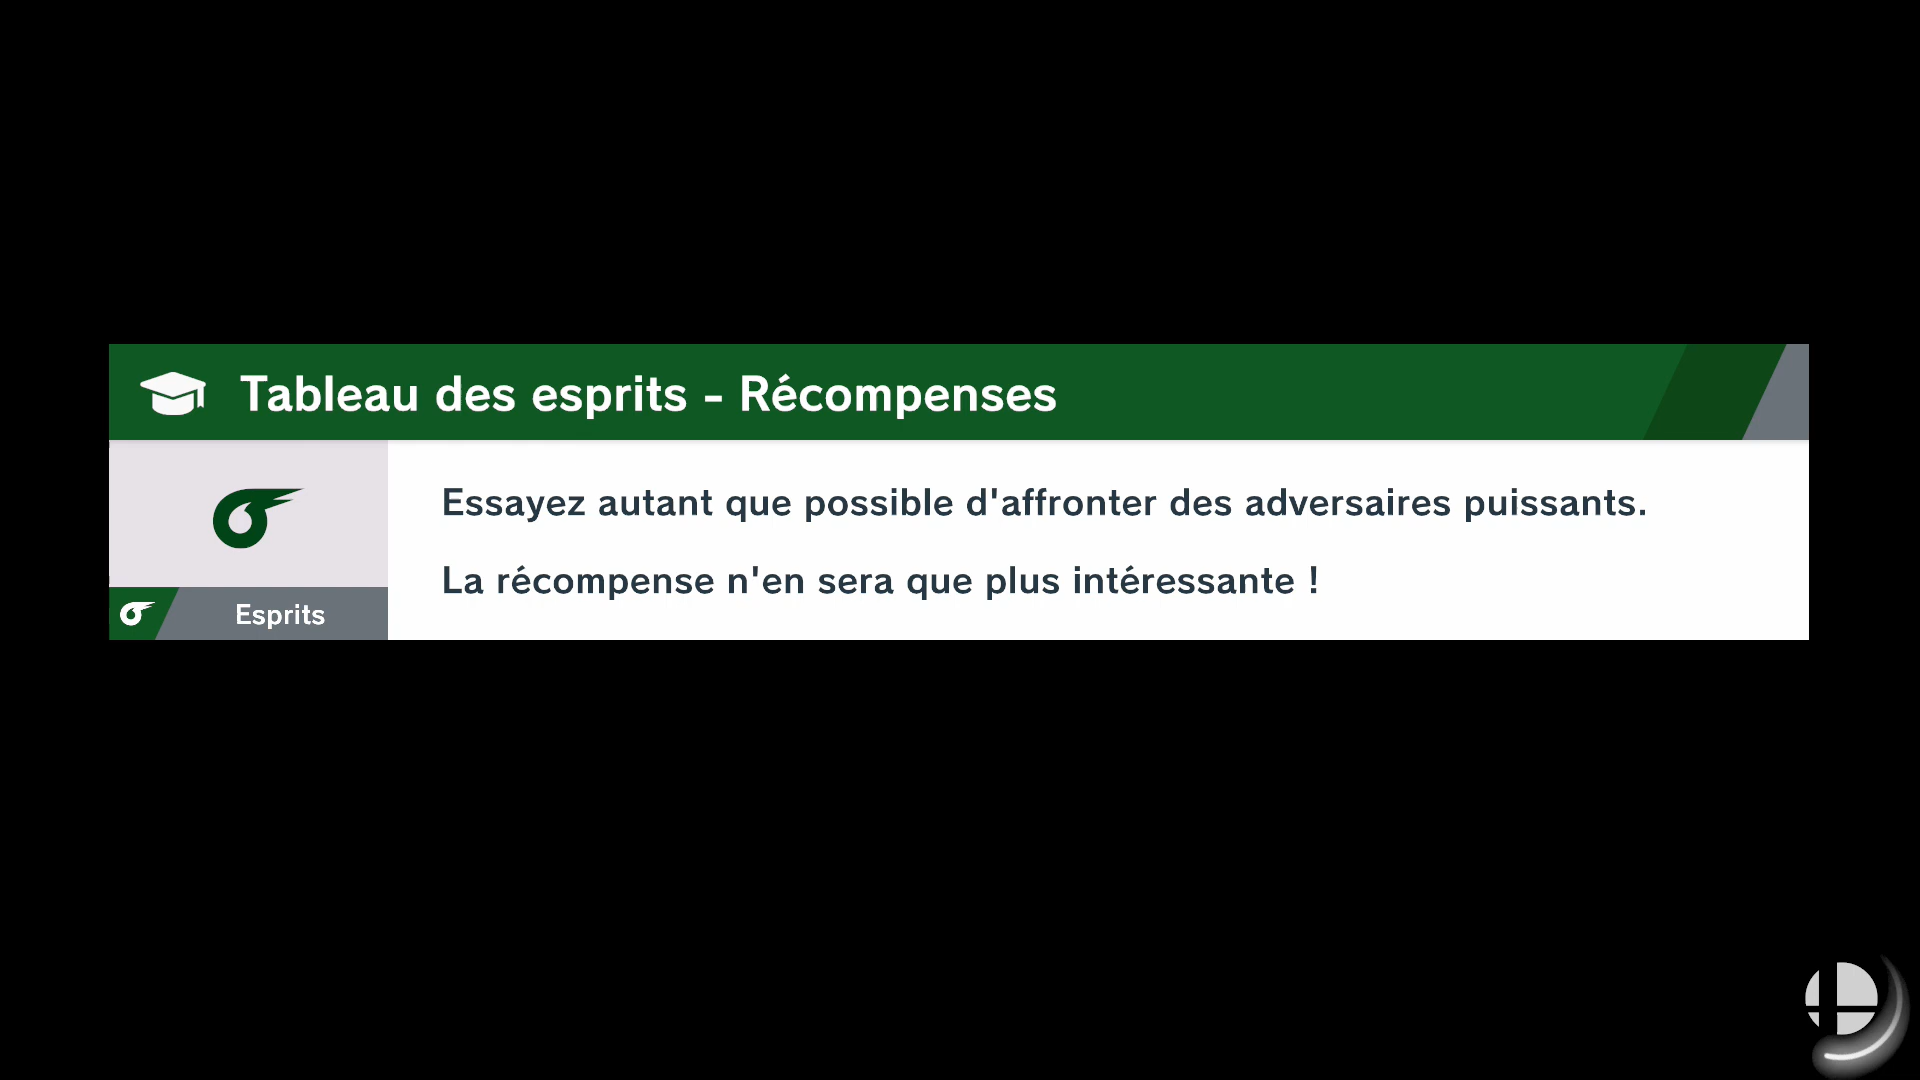 Tableau des esprits - Récompenses
Essayez autant que possible d'affronter des adversaires puissants.
La récompense n'en sera que plus intéressante !
Esprits